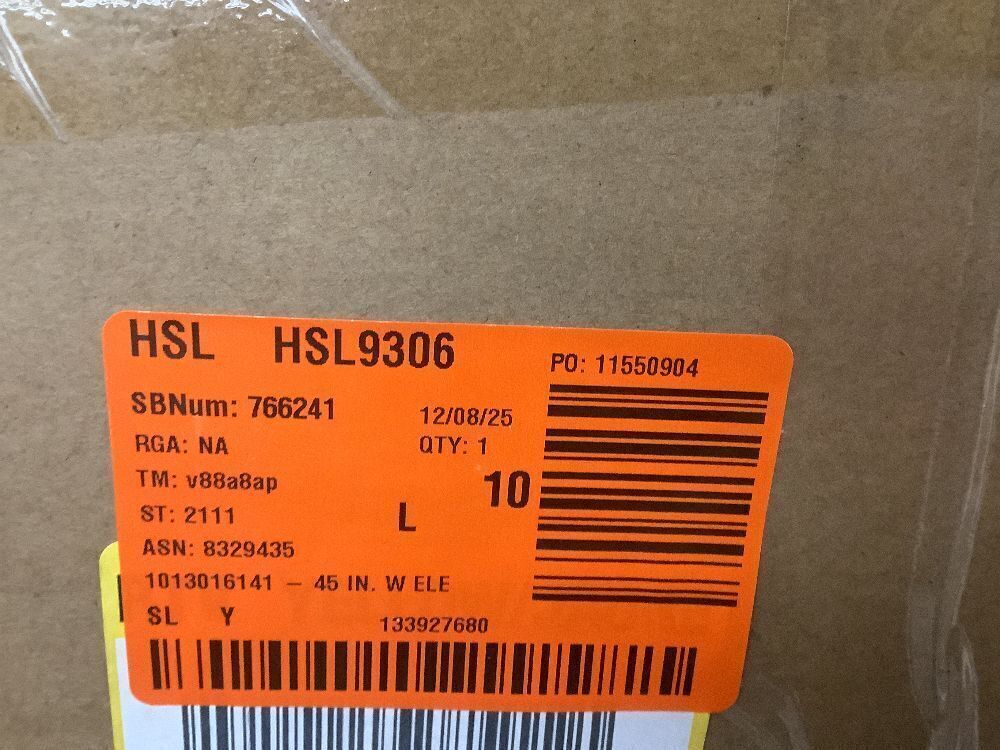 HSL HSL9306
PO: 11550904
SBNum: 766241
12/08/25
RGA: NA
QTY: 1
TM: v88a8ap
10
ST: 2111
L
ASN: 8329435
1013016141 – 45 IN. W ELE
SL Y
133927680